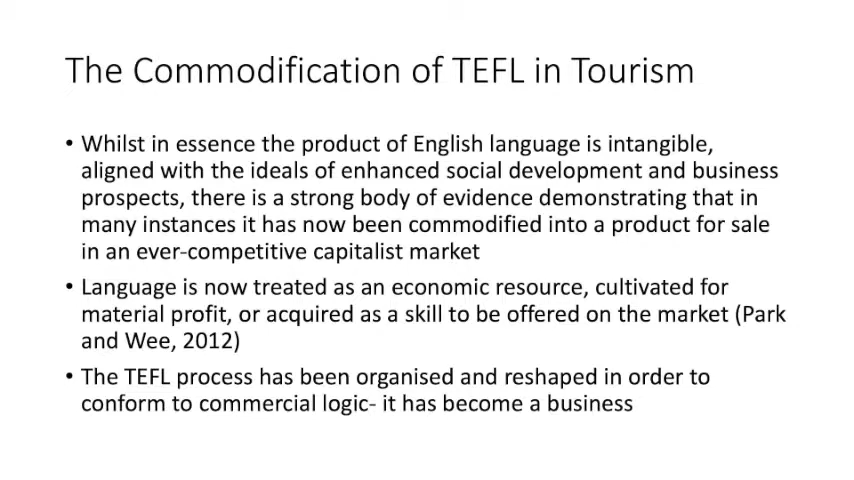 The Commodification of TEFL in Tourism
• Whilst in essence the product of English language is intangible,
aligned with the ideals of enhanced social development and business
prospects, there is a strong body of evidence demonstrating that in
many instances it has now been commodified into a product for sale
in an ever-competitive capitalist market
• Language is now treated as an economic resource, cultivated for
material profit, or acquired as a skill to be offered on the market (Park
and Wee, 2012)
• The TEFL process has been organised and reshaped in order to
conform to commercial logic- it has become a business